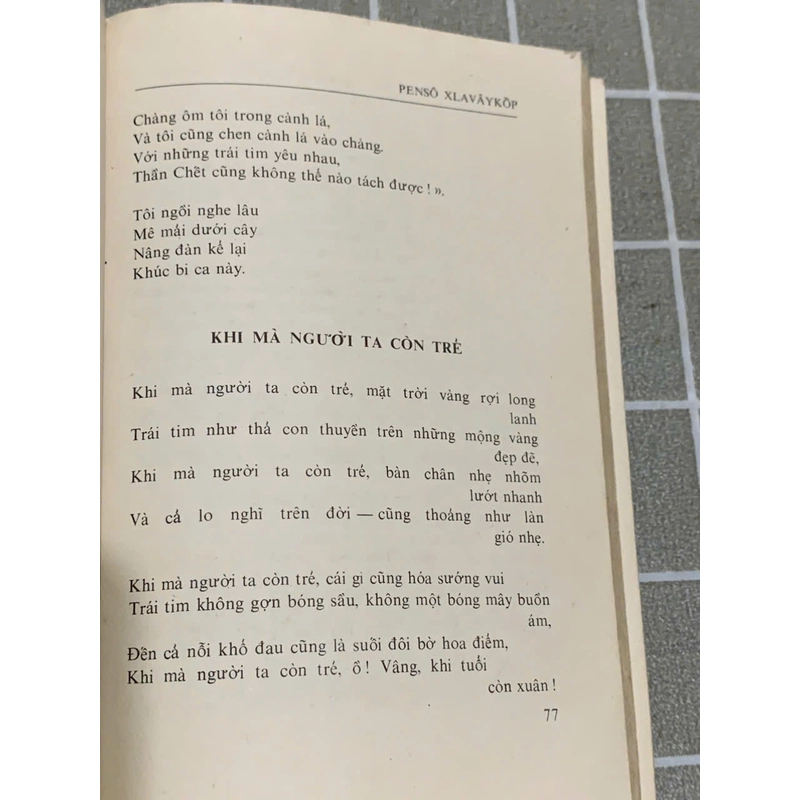 PENSÔ XLAVÂYKỐP
Chàng ôm tôi trong cành lá,
Và tôi cũng chen cành lá vào chàng.
Với những trái tim yêu nhau,
Thần Chết cũng không thể nào tách được ! ».
Tôi ngồi nghe lâu
Mê mải dưới cây
Nâng đàn kể lại
Khúc bi ca này.
KHI MÀ NGƯỜI TA CÒN TRẺ
Khi mà người ta còn trẻ, mặt trời vàng rợi long
lanh
Trái tim như thả con thuyền trên những mộng vàng
đẹp đẽ,
Khi mà người ta còn trẻ, bàn chân nhẹ nhõm
lướt nhanh
Và cả lo nghĩ trên đời — cũng thoảng như làn
gió nhẹ.
Khi mà người ta còn trẻ, cái gì cũng hóa sướng vui
Trái tim không gợn bóng sầu, không một bóng mây buồn
ám,
Đến cả nỗi khổ đau cũng là suối đôi bờ hoa điểm,
Khi mà người ta còn trẻ, ồ ! Vâng, khi tuổi
còn xuân !
77